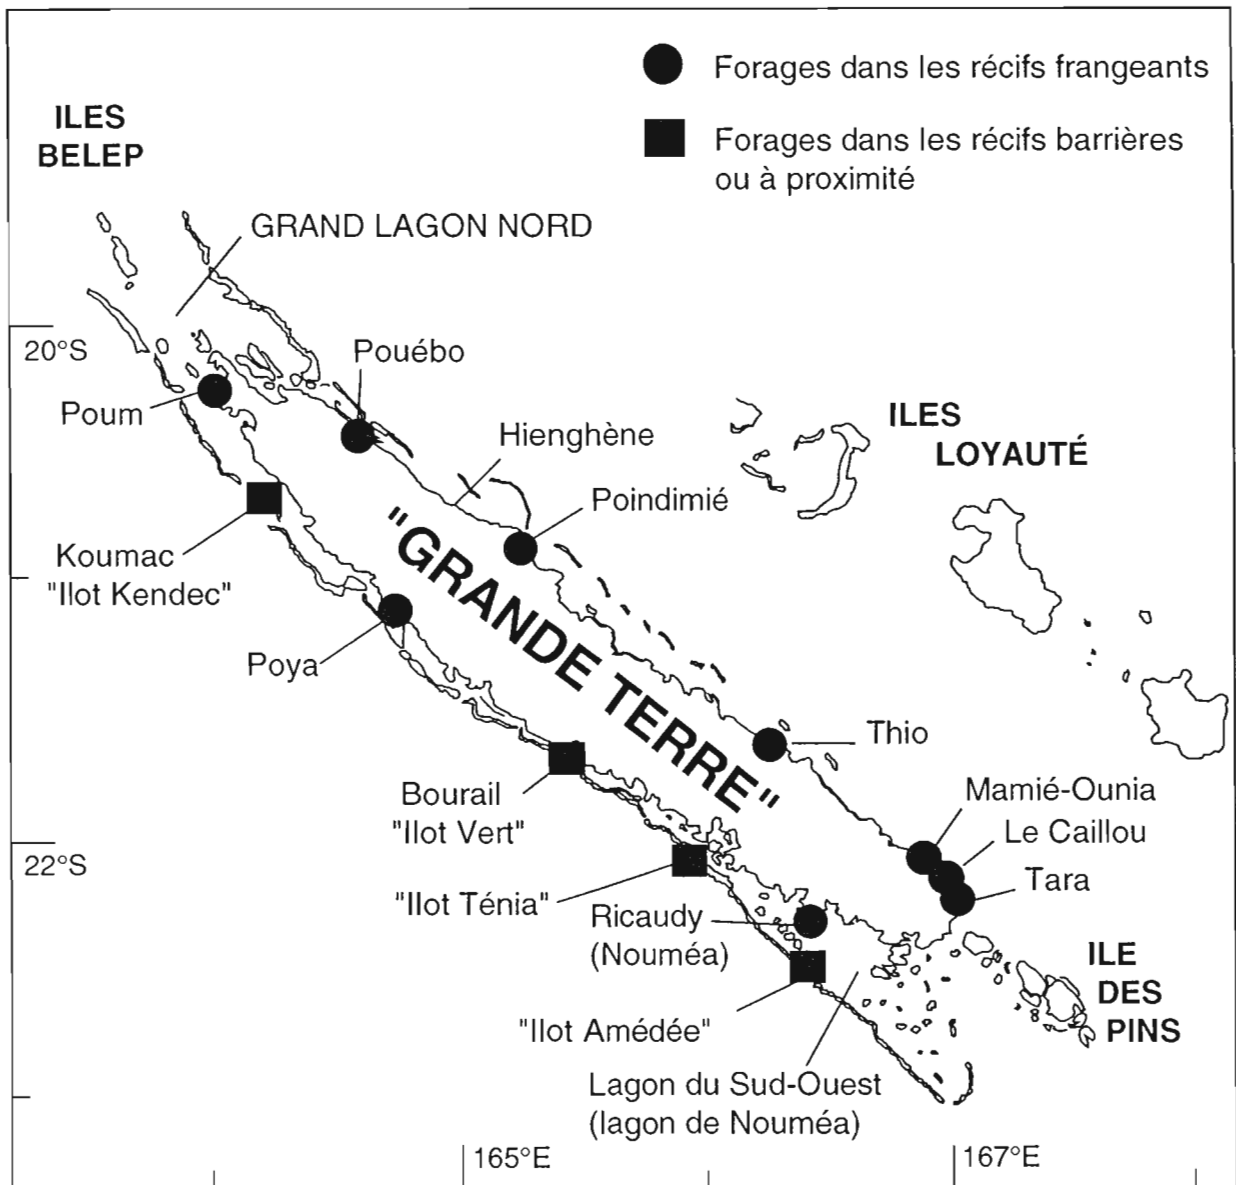 Forages dans les récifs frangeants
Forages dans les récifs barrières
ou à proximité
ILES
BELEP
GRAND LAGON NORD
20°S
Pouébo
Poum
Hienghène
ILES
LOYAUTÉ
Poindimié
Koumac
"Ilot Kendec"
"GRANDE TERRE"
Poya
Thio
Bourail
"Ilot Vert"
Mamié-Ounia
Le Caillou
22°S
Tara
"Ilot Ténia"
Ricaudy
(Nouméa)
ILE
DES
PINS
"Ilot Amédée"
Lagon du Sud-Ouest
(lagon de Nouméa)
165°E
167°E